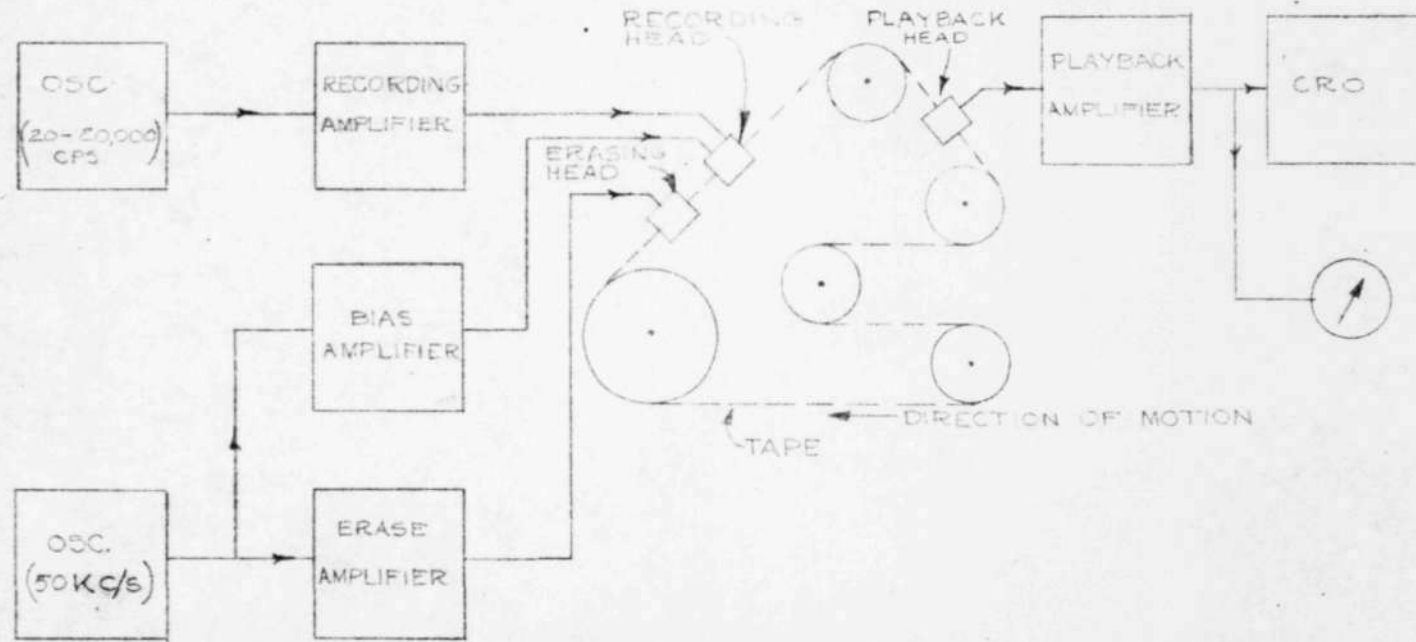 OSC
(20-20,000)
CPS
RECORDING
AMPLIFIER
RECORDING
HEAD
PLAYBACK
HEAD
PLAYBACK
AMPLIFIER
CRO
ERASING
HEAD
BIAS
AMPLIFIER
DIRECTION OF MOTION
TAPE
OSC.
(50KC/S)
ERASE
AMPLIFIER